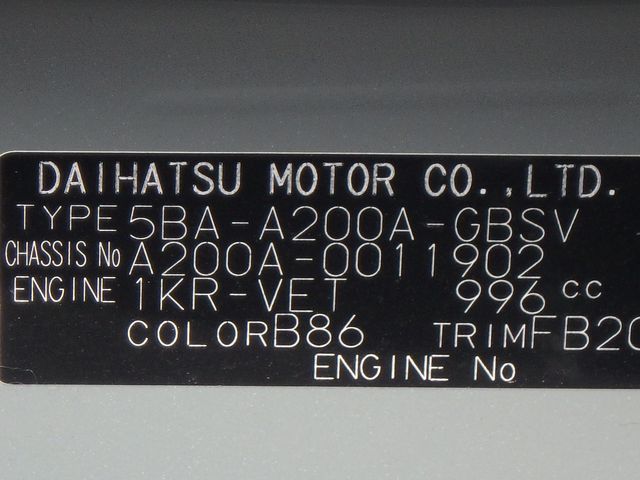 DAIHATSU MOTOR CO.,LTD.
TYPE 5BA-A200A-GBSV
CHASSIS No A200A-0011902
ENGINE 1KR-VET 996 cc
COLOR B86 TRIM FB20
ENGINE No